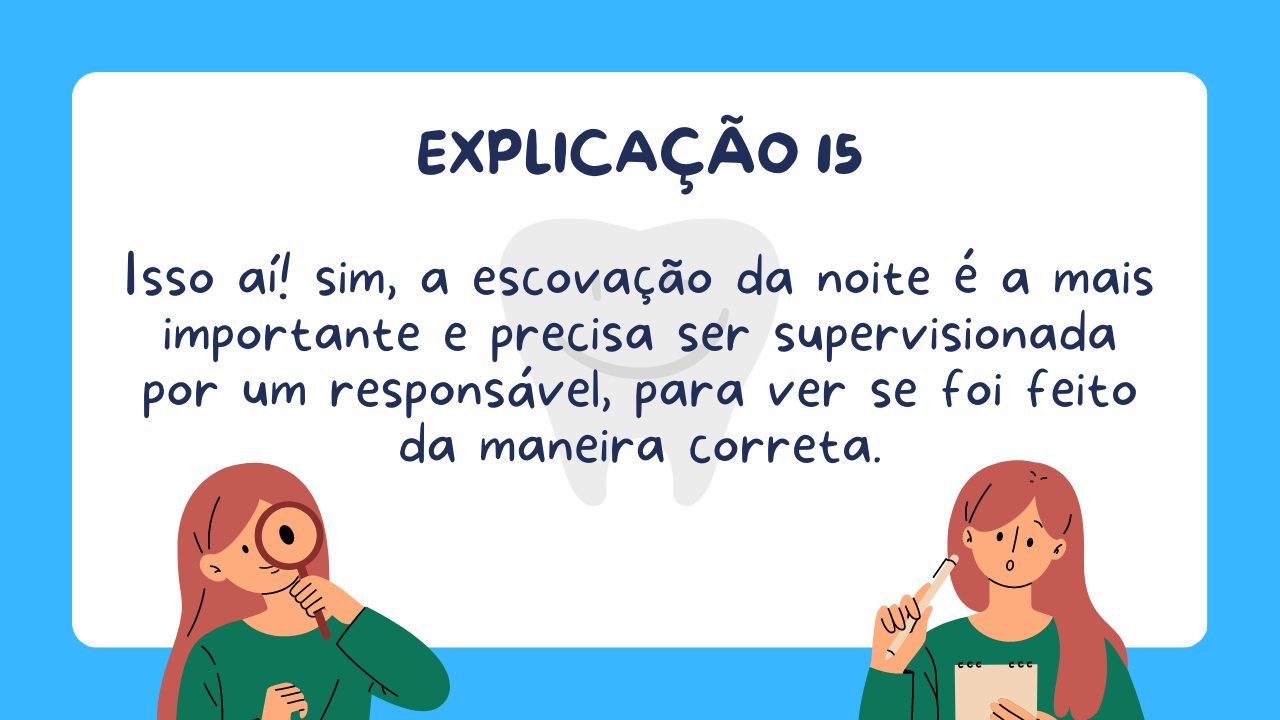 EXPLICAÇÃO 15
Isso aí! sim, a escovação da noite é a mais
importante e precisa ser supervisionada
por um responsável, para ver se foi feito
da maneira correta.